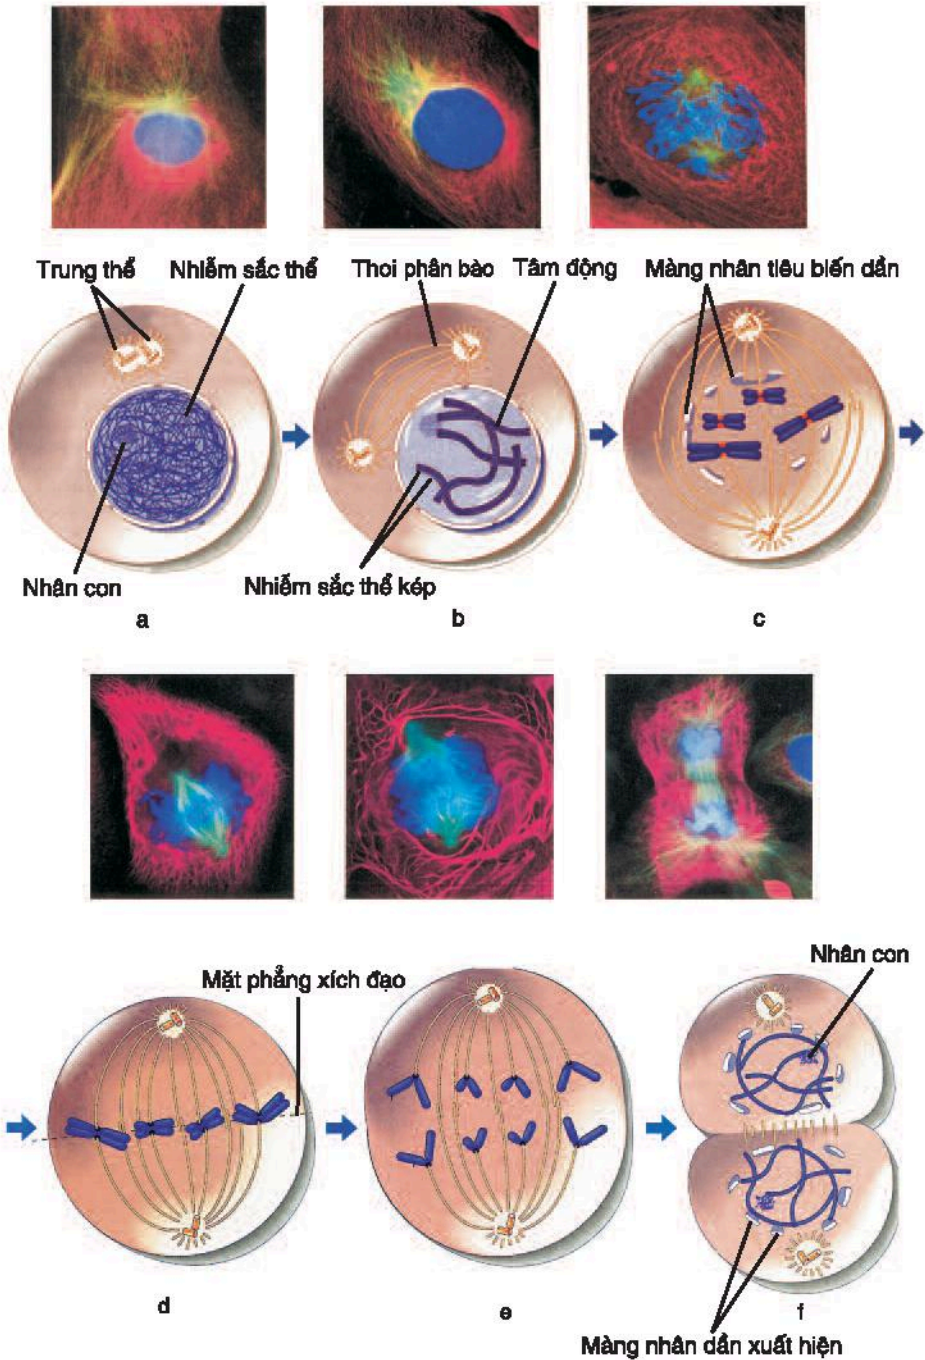 Trung thể
Nhiễm sắc thể
Thoi phân bào
Tâm động
Màng nhân tiêu biến dần
Nhân con
Nhiễm sắc thể kép
a
b
c
Mặt phẳng xích đạo
Nhân con
d
e
f
Màng nhân dần xuất hiện